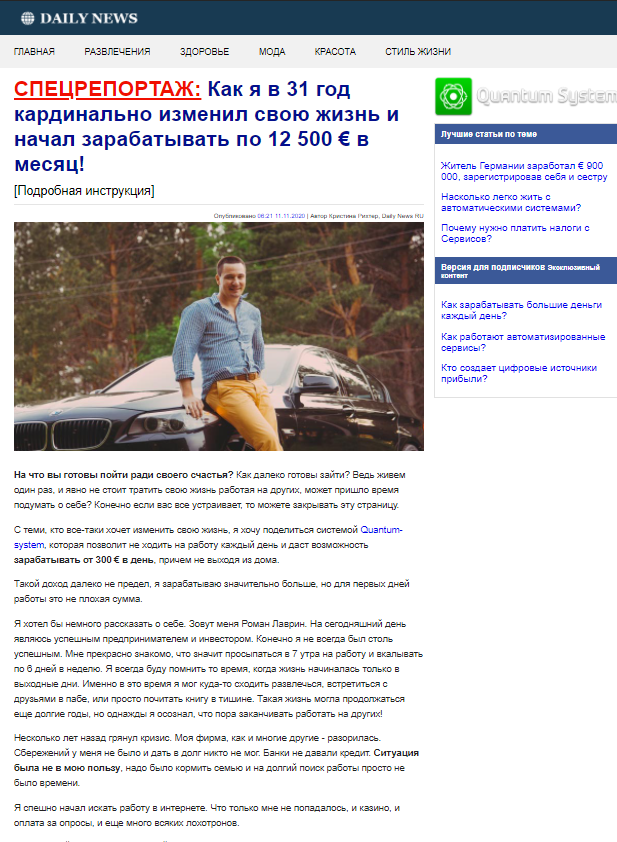 DAILY NEWS
ГЛАВНАЯ РАЗВЛЕЧЕНИЯ ЗДОРОВЬЕ МОДА КРАСОТА СТИЛЬ ЖИЗНИ
СПЕЦРЕПОРТАЖ: Как я в 31 год
кардинально изменил свою жизнь и
начал зарабатывать по 12 500 € в
месяц!
[Подробная инструкция]
Опубликовано 06:21 11.11.2020 | Автор Кристина Рихтер, Daily News RU
На что вы готовы пойти ради своего счастья? Как далеко готовы зайти? Ведь живем
один раз, и явно не стоит тратить свою жизнь работая на других, может пришло время
подумать о себе? Конечно если вас все устраивает, то можете закрывать эту страницу.
С теми, кто все-таки хочет изменить свою жизнь, я хочу поделиться системой Quantum-
system, которая позволит не ходить на работу каждый день и даст возможность
зарабатывать от 300 € в день, причем не выходя из дома.
Такой доход далеко не предел, я зарабатываю значительно больше, но для первых дней
работы это не плохая сумма.
Я хотел бы немного рассказать о себе. Зовут меня Роман Лаврин. На сегодняшний день
являюсь успешным предпринимателем и инвестором. Конечно я не всегда был столь
успешным. Мне прекрасно знакомо, что значит просыпаться в 7 утра на работу и вкалывать
по 6 дней в неделю. Я всегда буду помнить то время, когда жизнь начиналась только в
выходные дни. Именно в это время я мог куда-то сходить развлечься, встретиться с
друзьями в пабе, или просто почитать книгу в тишине. Такая жизнь могла продолжаться
еще долгие годы, но однажды я осознал, что пора заканчивать работать на других!
Несколько лет назад грянул кризис. Моя фирма, как и многие другие - разорилась.
Сбережений у меня не было и дать в долг никто не мог. Банки не давали кредит. Ситуация
была не в мою пользу, надо было кормить семью и на долгий поиск работы просто не
было времени.
Я спешно начал искать работу в интернете. Что только мне не попадалось, и казино, и
оплата за опросы, и еще много всяких лохотронов.
Quantum System
Лучшие статьи по теме
Житель Германии заработал € 900
000, зарегистрировав себя и сестру
Насколько легко жить с
автоматическими системами?
Почему нужно платить налоги с
Сервисов?
Версия для подписчиков Эксклюзивный
контент
Как зарабатывать большие деньги
каждый день?
Как работают автоматизированные
сервисы?
Кто создает цифровые источники
прибыли?